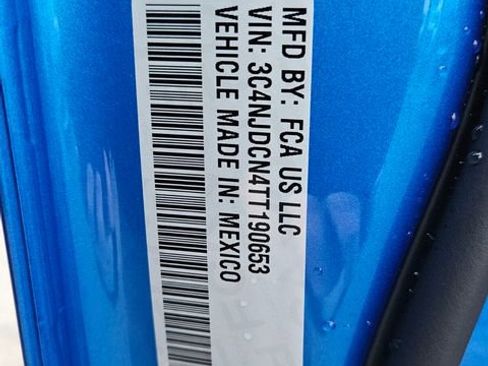 MFD BY: FCA US LLC
VIN: 3C4NJDCN4TT190653
VEHICLE MADE IN: MEXICO